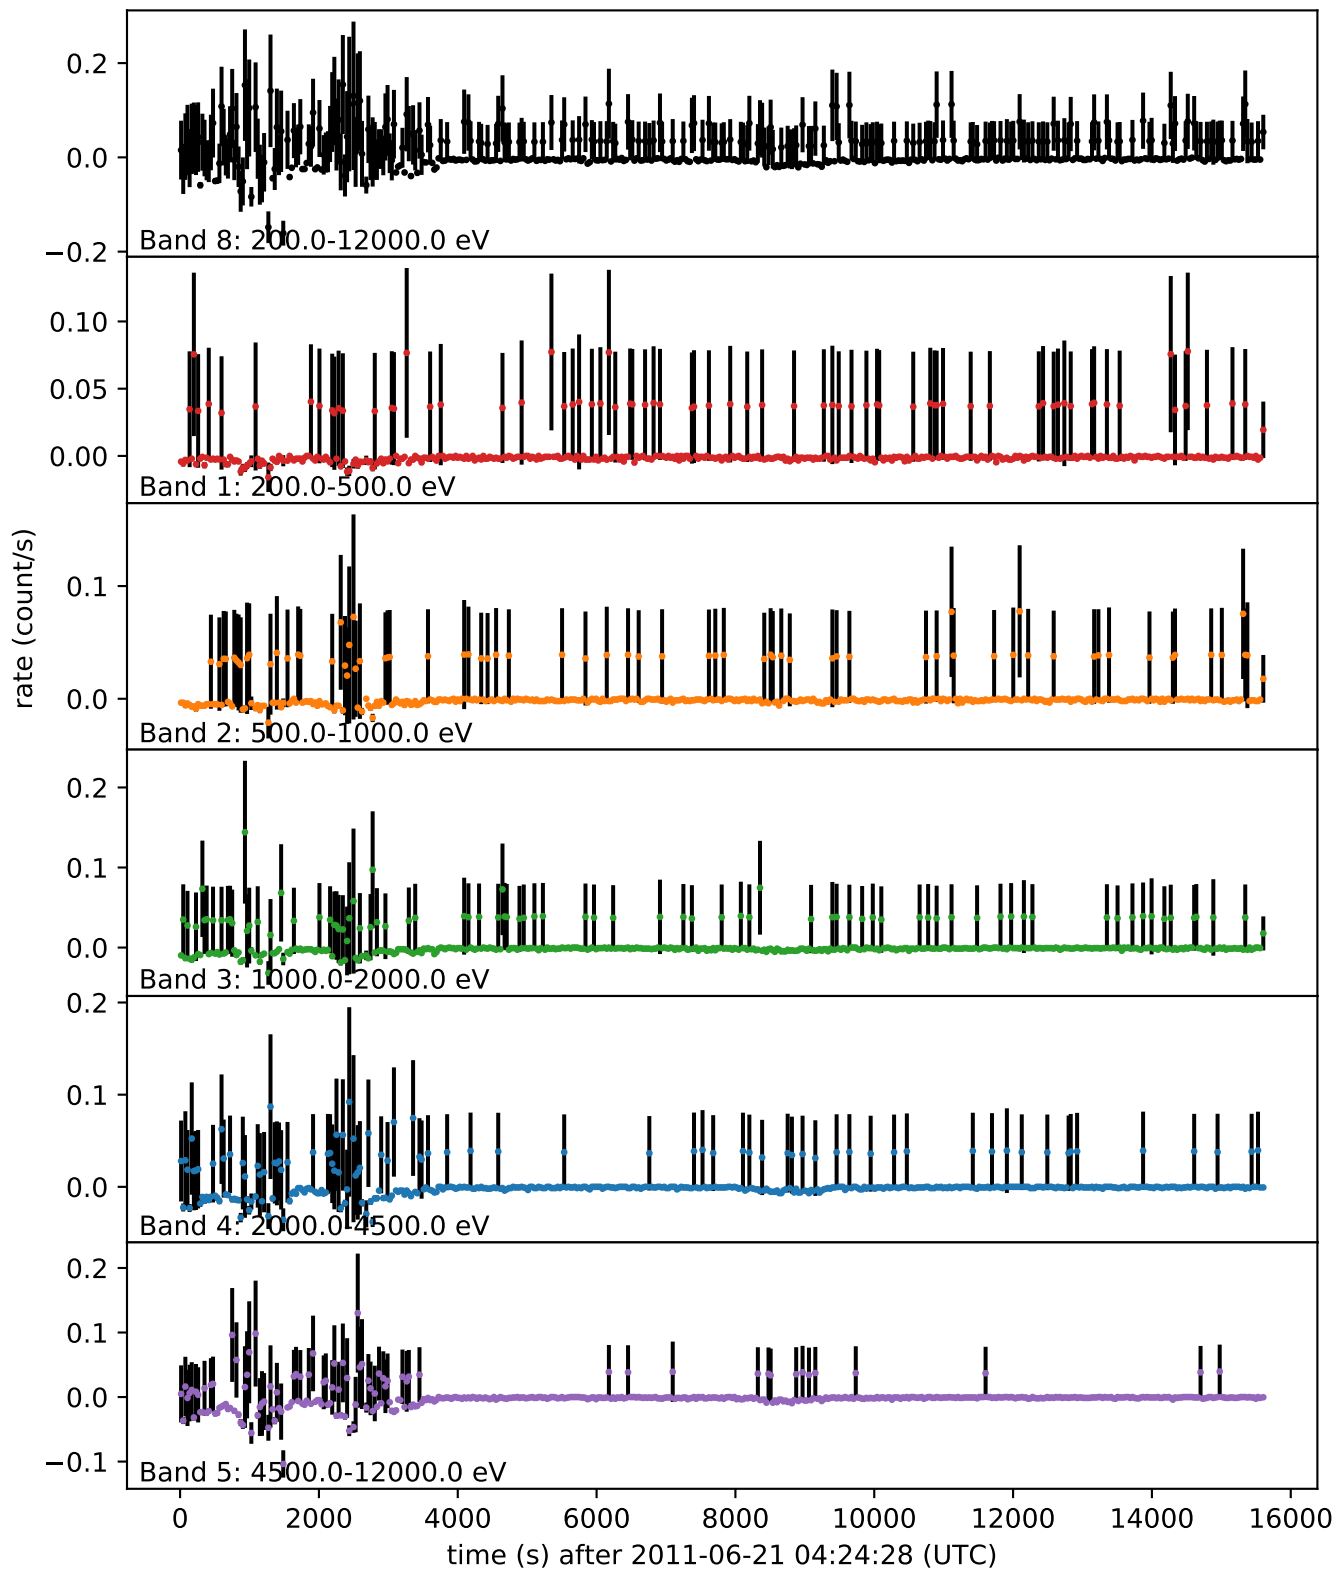 0.2
0.0
−0.2
Band 8: 200.0-12000.0 eV
0.10
0.05
0.00
Band 1: 200.0-500.0 eV
rate (count/s)
0.1
0.0
Band 2: 500.0-1000.0 eV
0.2
0.1
0.0
Band 3: 1000.0-2000.0 eV
0.2
0.1
0.0
Band 4: 2000.0-4500.0 eV
0.2
0.1
0.0
−0.1
Band 5: 4500.0-12000.0 eV
0 2000 4000 6000 8000 10000 12000 14000 16000
time (s) after 2011-06-21 04:24:28 (UTC)